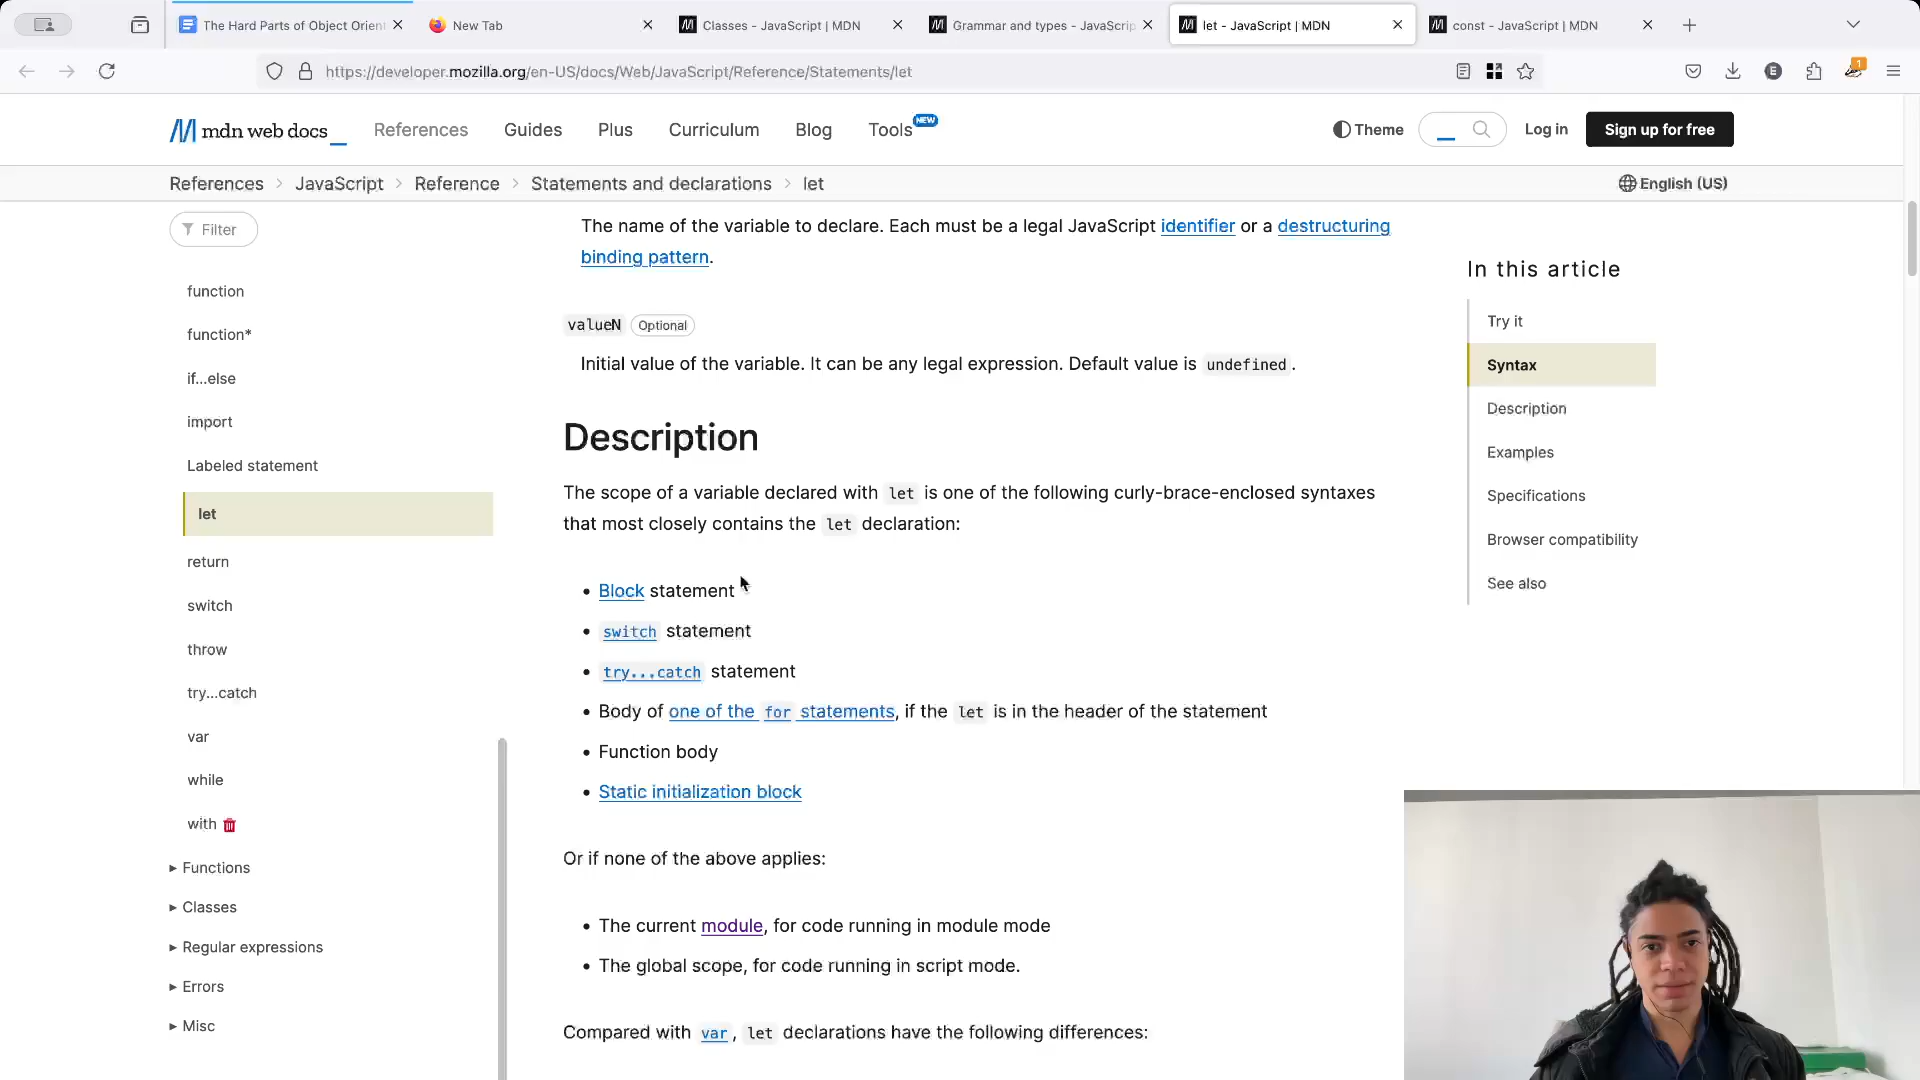 The Hard Parts of Object Orient
New Tab
Classes - JavaScript | MDN
Grammar and types - JavaScrip
let - JavaScript | MDN
const - JavaScript | MDN
https://developer.mozilla.org/en-US/docs/Web/JavaScript/Reference/Statements/let
E
1
mdn web docs_
References
Guides
Plus
Curriculum
Blog
Tools NEW
Theme
Log in
Sign up for free
References > JavaScript > Reference > Statements and declarations > let
English (US)
Filter
function
function*
if...else
import
Labeled statement
let
return
switch
throw
try...catch
var
while
with
Functions
Classes
Regular expressions
Errors
Misc
The name of the variable to declare. Each must be a legal JavaScript identifier or a destructuring
binding pattern.
valueN Optional
Initial value of the variable. It can be any legal expression. Default value is undefined.
Description
The scope of a variable declared with let is one of the following curly-brace-enclosed syntaxes
that most closely contains the let declaration:
• Block statement
• switch statement
• try...catch statement
• Body of one of the for statements, if the let is in the header of the statement
• Function body
• Static initialization block
Or if none of the above applies:
• The current module, for code running in module mode
• The global scope, for code running in script mode.
Compared with var, let declarations have the following differences:
In this article
Try it
Syntax
Description
Examples
Specifications
Browser compatibility
See also